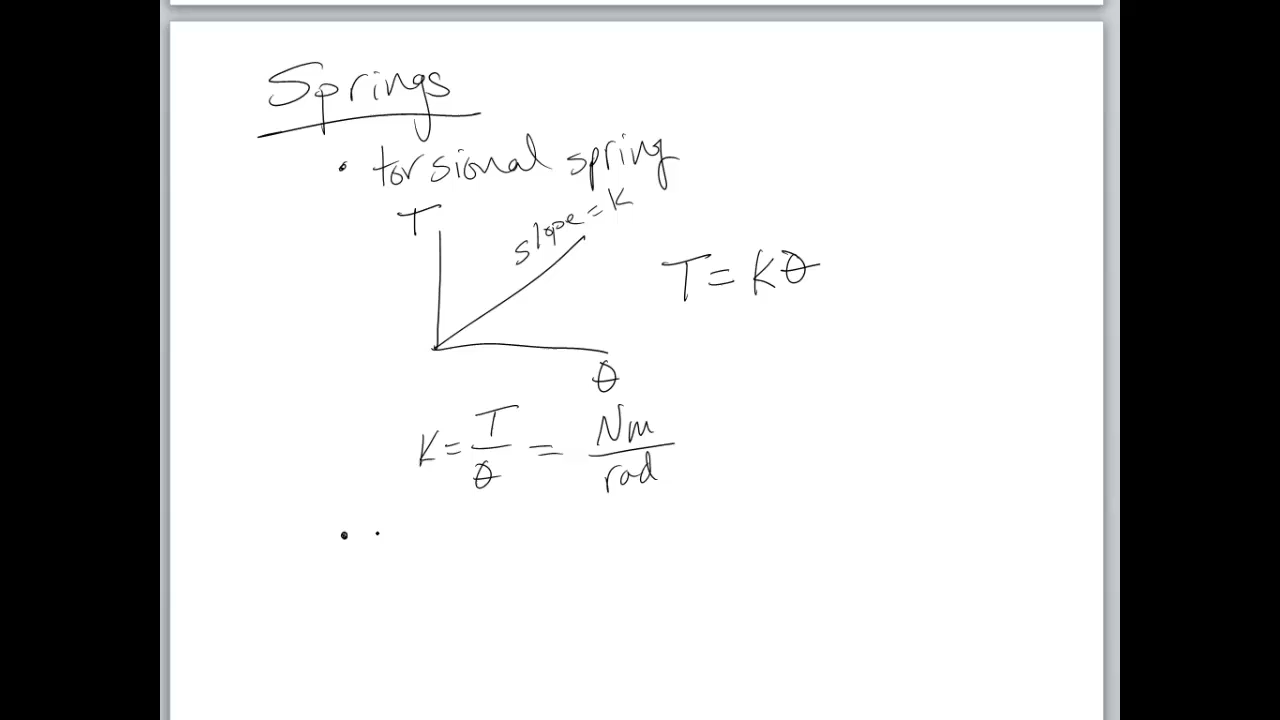 Springs
• torsional spring
T
slope = K
T = Kθ
θ
K = T/θ = Nm/rad
•